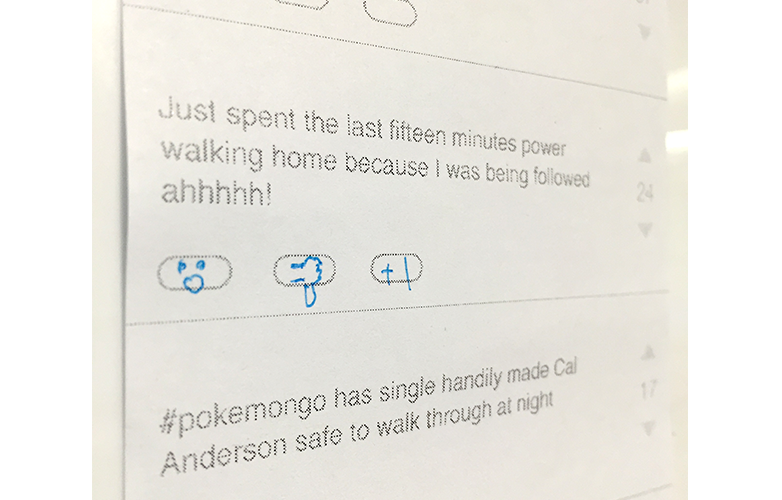 Just spent the last fifteen minutes power
walking home because I was being followed
ahhhhh!
24
+1
#pokemongo has single handily made Cal
Anderson safe to walk through at night
17